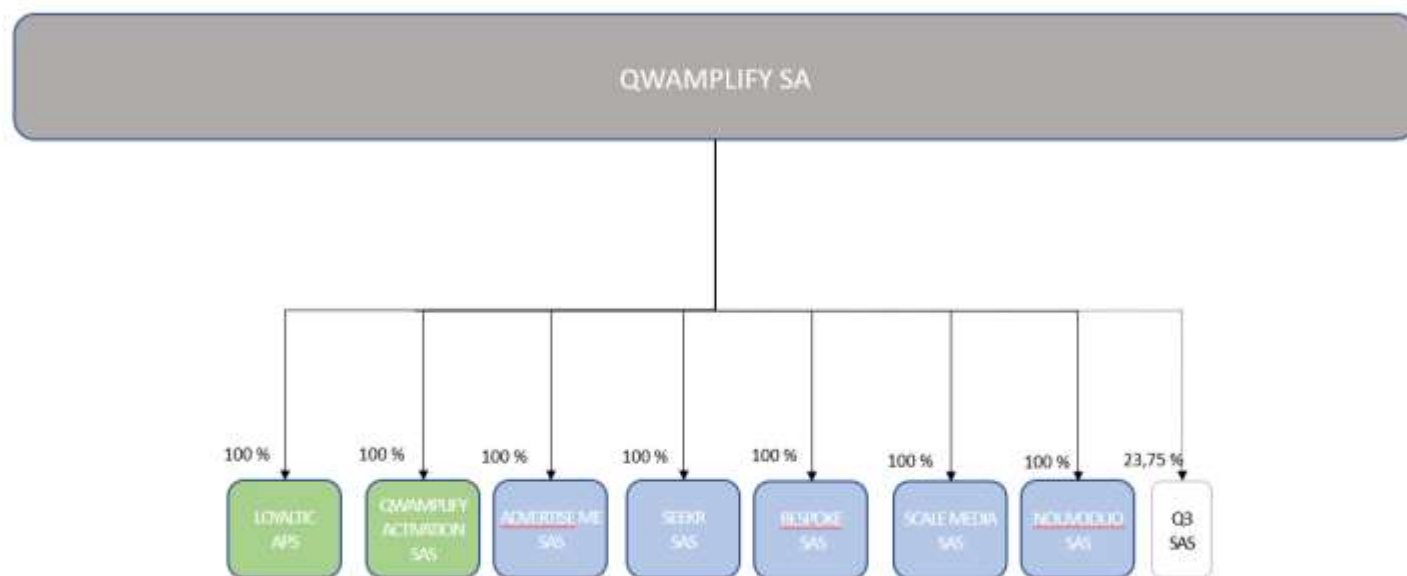 QWAMPLIFY SA
100 %
100 %
100 %
100 %
100 %
100 %
100 %
23,75 %
LOYALTIC
APS
QWAMPLIFY
ACTIVATION
SAS
ADVERTISE ME
SAS
SEEKR
SAS
BESPOKE
SAS
SCALE MEDIA
SAS
NOUVODUO
SAS
Q3
SAS